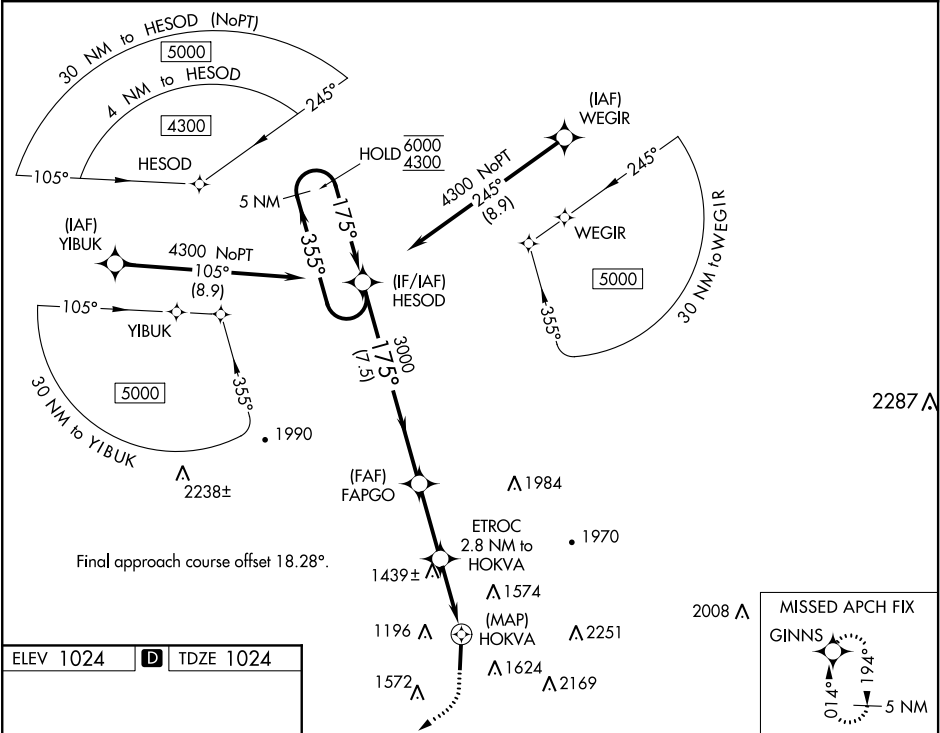 30 NM to HESOD (NoPT)
5000
4 NM to HESOD
4300
245°
HESOD
105°
HOLD 6000
4300
5 NM
175°
355°
(IAF)
WEGIR
4300 NoPT
245°
(8.9)
245°
WEGIR
5000
355°
30 NM to WEGIR
(IAF)
YIBUK
4300 NoPT
105°
(8.9)
(IF/IAF)
HESOD
105°
YIBUK
355°
5000
30 NM to YIBUK
3000
175°
(7.5)
2287
1990
2238±
(FAF)
FAPGO
1984
ETROC
2.8 NM to
HOKVA
1970
Final approach course offset 18.28°.
1439±
1574
(MAP)
HOKVA
1196
2251
2008
1624
1572
2169
ELEV 1024 D TDZE 1024
MISSED APCH FIX
GINNS
014°
194°
5 NM